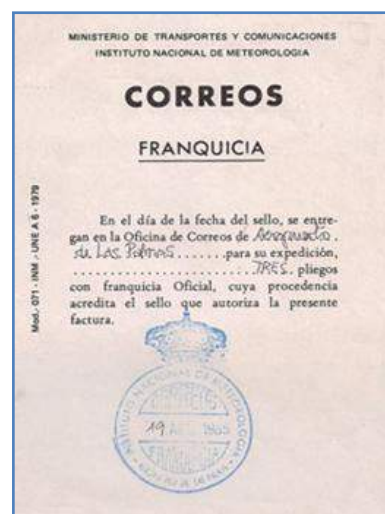 MINISTERIO DE TRANSPORTES Y COMUNICACIONES
INSTITUTO NACIONAL DE METEOROLOGIA
CORREOS
FRANQUICIA
En el día de la fecha del sello, se entre-
gan en la Oficina de Correos de Aeropuerto.
de Las Palmas.......para su expedición,
......................TRES. pliegos
con franquicia Oficial, cuya procedencia
acredita el sello que autoriza la presente
factura.
Mod.- 071 - INM .- UNE A 6 - 1979
INSTITUTO NACIONAL DE METEOROLOGIA
CORREOS
19 1985
FRANQUICIA